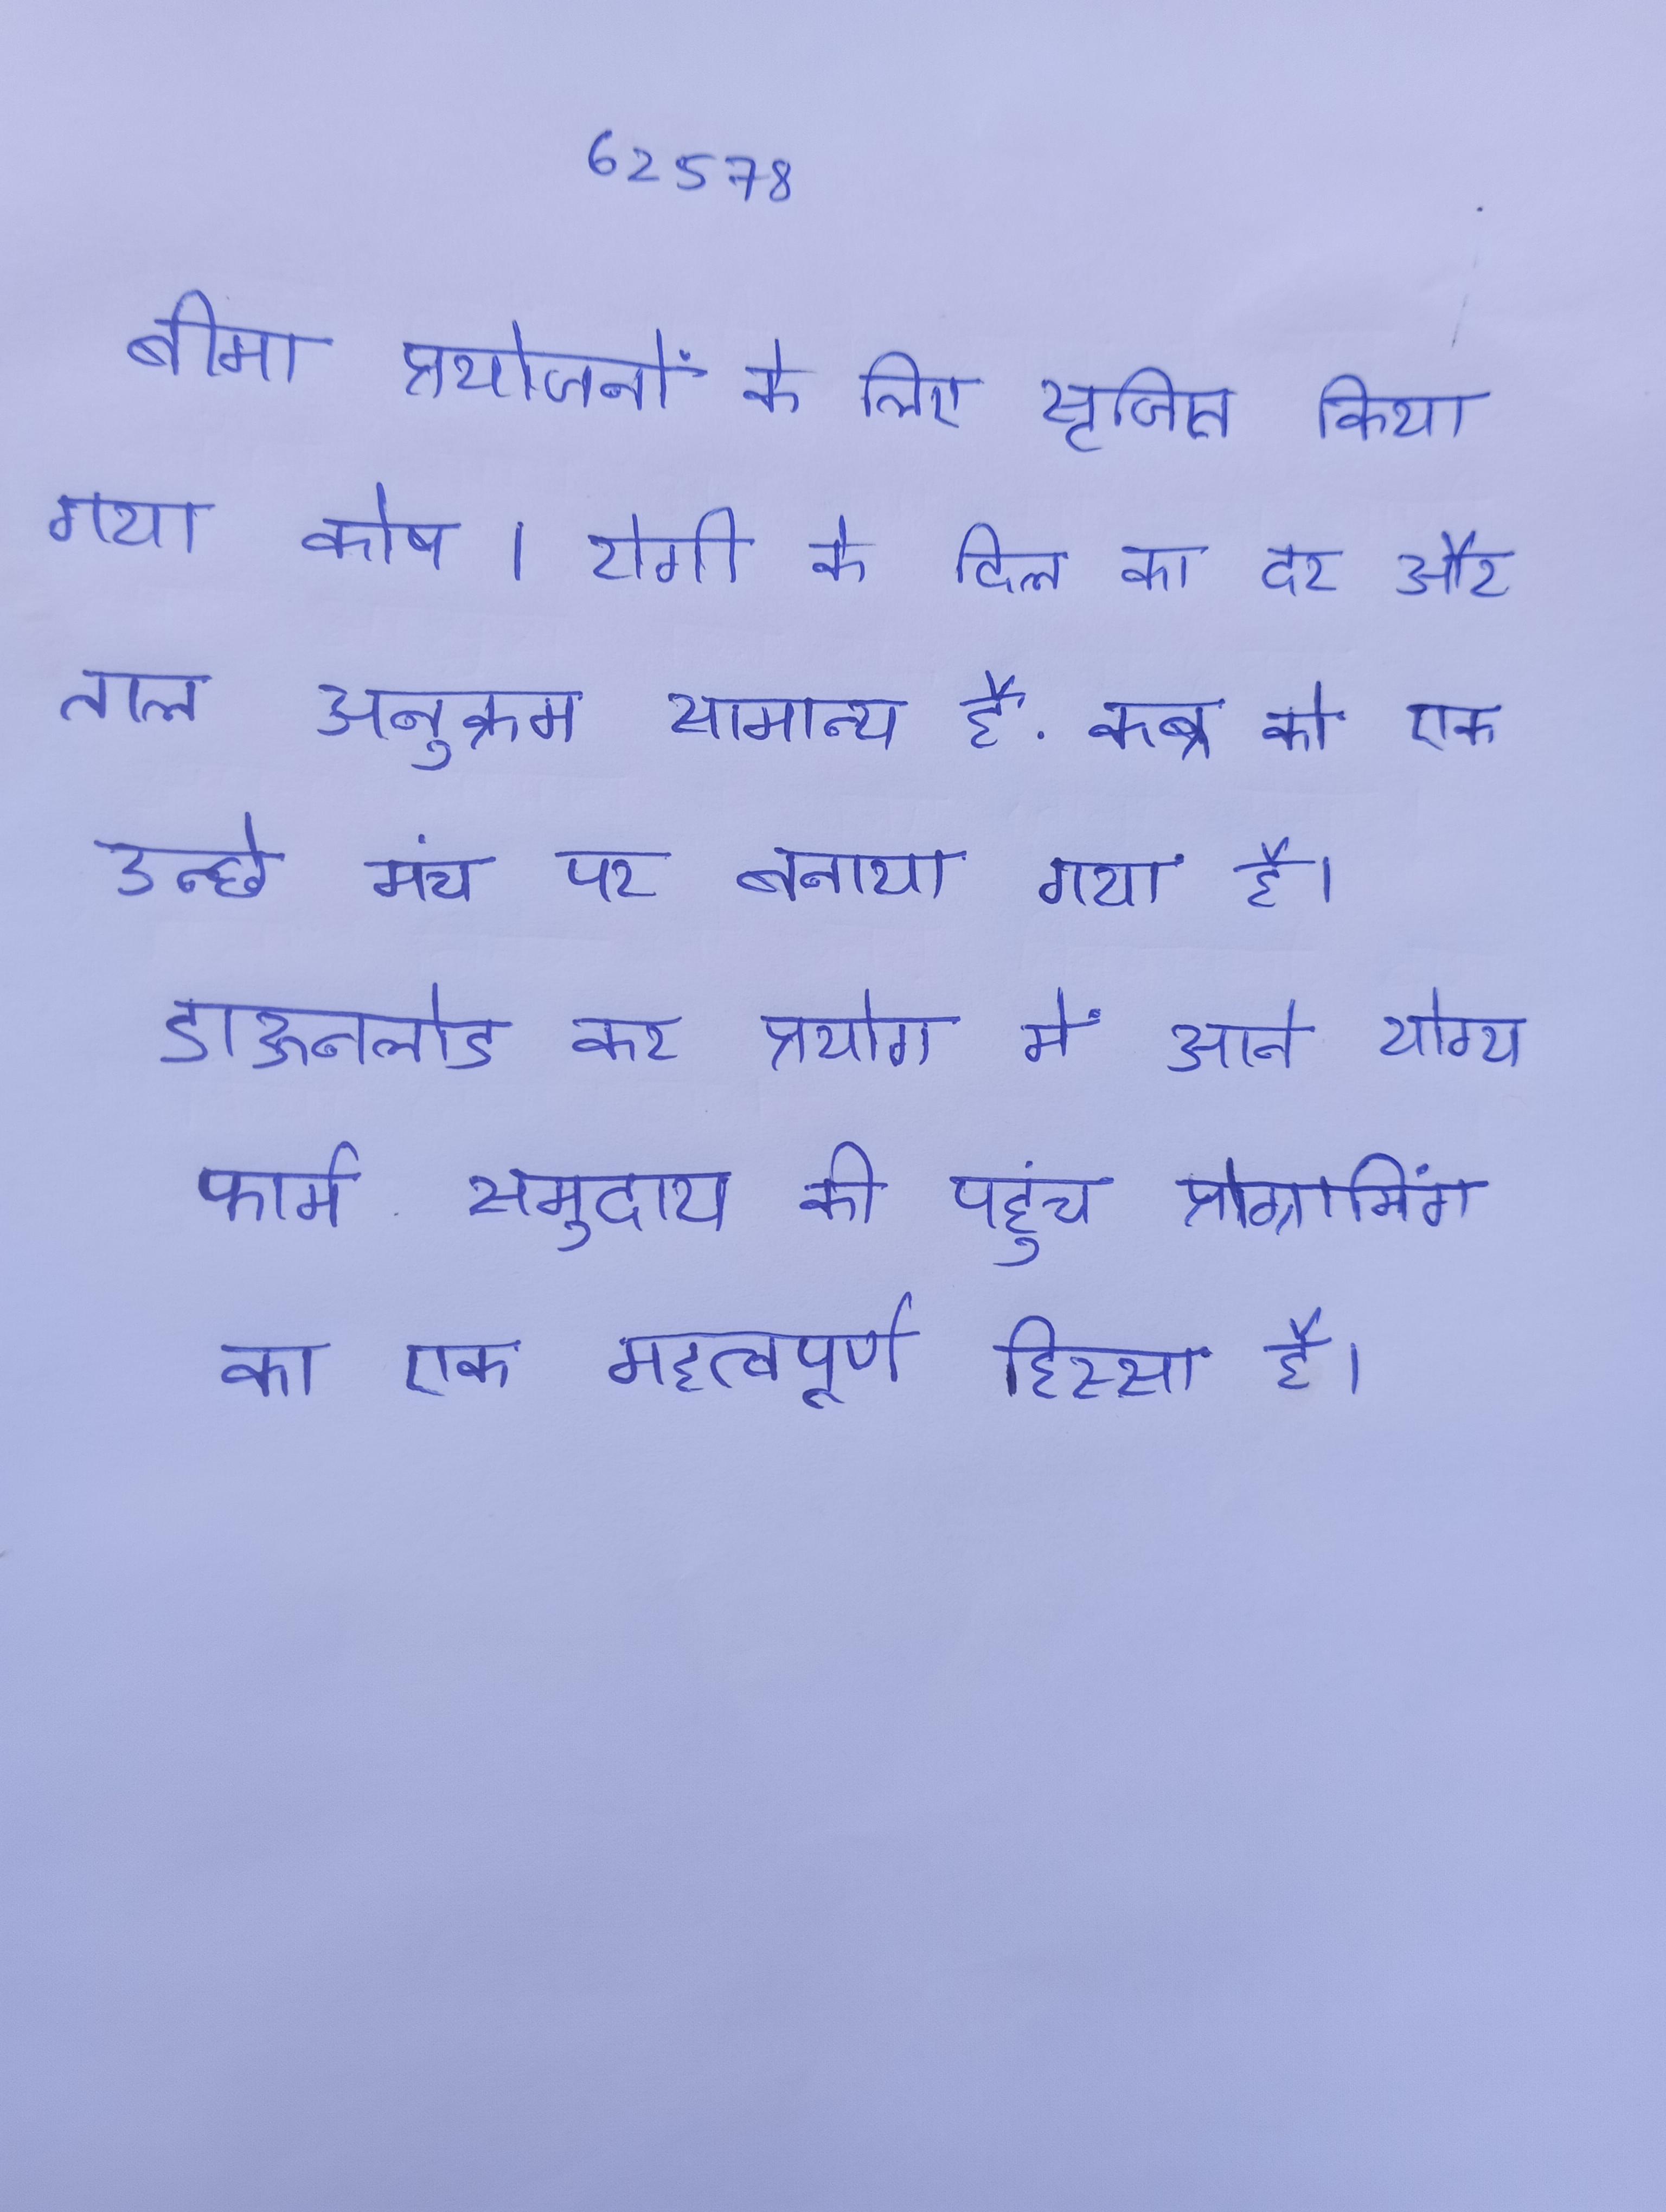 62578
बीमा प्रयोजनों के लिए सृजित किया
गया कोष । रोगी के दिल का दर और
ताल अनुक्रम सामान्य है. कब्र को एक
उन्छे मंच पर बनाया गया है।
डाऊनलोड कर प्रयोग में आने योग्य
फार्म . समुदाय की पहुंच प्रोग्रामिंग
का एक महत्वपूर्ण हिस्सा है।